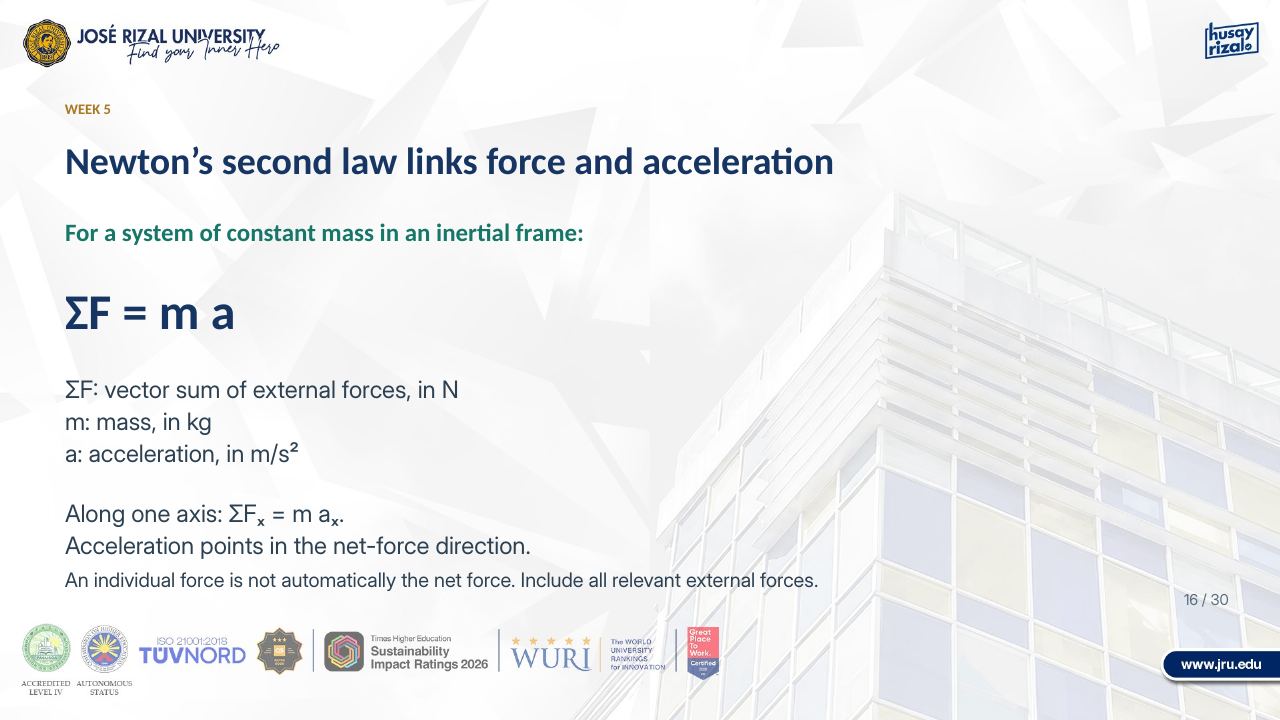 JOSÉ RIZAL UNIVERSITY
Find your Inner Hero
husay
rizal
WEEK 5
Newton’s second law links force and acceleration
For a system of constant mass in an inertial frame:
ΣF = m a
ΣF: vector sum of external forces, in N
m: mass, in kg
a: acceleration, in m/s²
Along one axis: ΣFₓ = m aₓ.
Acceleration points in the net-force direction.
An individual force is not automatically the net force. Include all relevant external forces.
16 / 30
ACCREDITED
LEVEL IV
AUTONOMOUS
STATUS
ISO 21001:2018
TÜVNORD
Times Higher Education
Sustainability
Impact Ratings 2026
WURI
The WORLD
UNIVERSITY
RANKINGS
for INNOVATION
Great
Place
To
Work.
Certified
www.jru.edu